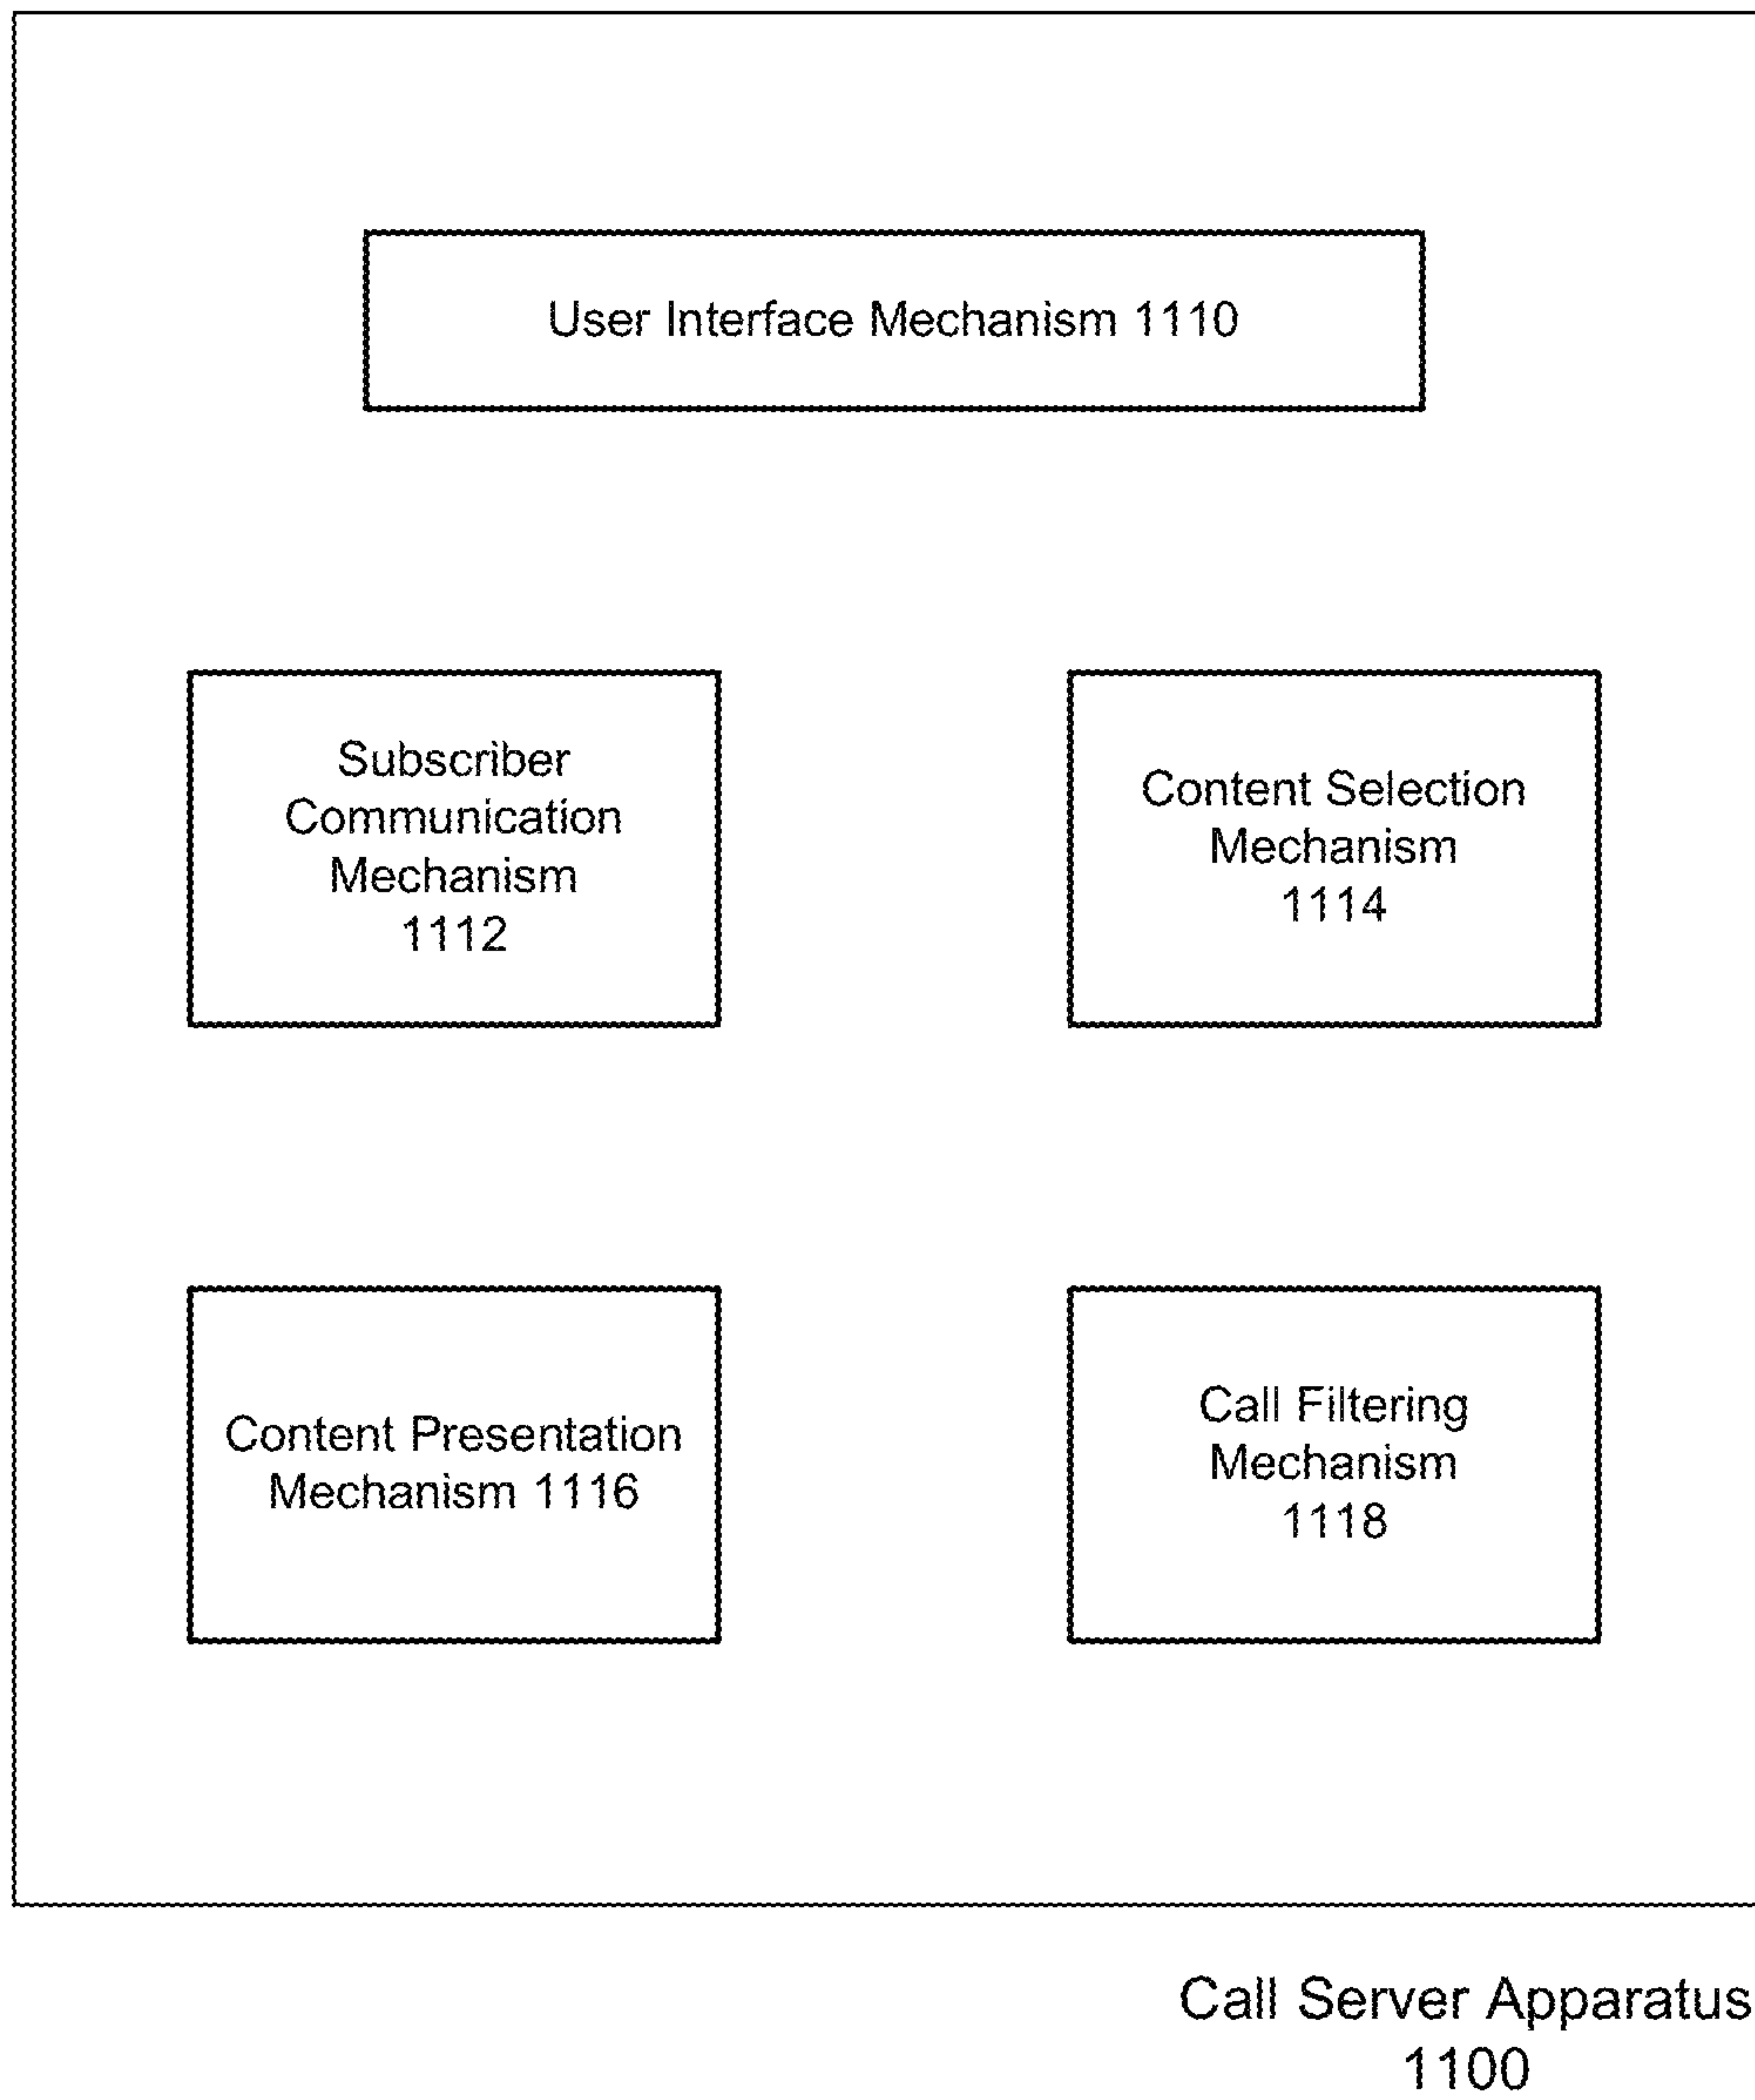 User Interface Mechanism 1110
Subscriber
Communication
Mechanism
1112
Content Selection
Mechanism
1114
Content Presentation
Mechanism 1116
Call Filtering
Mechanism
1118
Call Server Apparatus
1100